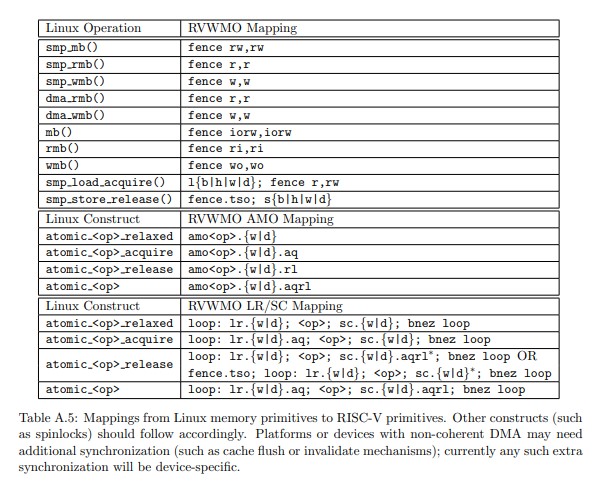 Linux Operation RVWMO Mapping
smp_mb() fence rw,rw
smp_rmb() fence r,r
smp_wmb() fence w,w
dma_rmb() fence r,r
dma_wmb() fence w,w
mb() fence iorw,iorw
rmb() fence ri,ri
wmb() fence wo,wo
smp_load_acquire() l{b|h|w|d}; fence r,rw
smp_store_release() fence.tso; s{b|h|w|d}
Linux Construct RVWMO AMO Mapping
atomic_<op>_relaxed amo<op>.{w|d}
atomic_<op>_acquire amo<op>.{w|d}.aq
atomic_<op>_release amo<op>.{w|d}.rl
atomic_<op> amo<op>.{w|d}.aqrl
Linux Construct RVWMO LR/SC Mapping
atomic_<op>_relaxed loop: lr.{w|d}; <op>; sc.{w|d}; bnez loop
atomic_<op>_acquire loop: lr.{w|d}.aq; <op>; sc.{w|d}; bnez loop
atomic_<op>_release loop: lr.{w|d}; <op>; sc.{w|d}.aqrl*; bnez loop OR
fence.tso; loop: lr.{w|d}; <op>; sc.{w|d}*; bnez loop
atomic_<op> loop: lr.{w|d}.aq; <op>; sc.{w|d}.aqrl; bnez loop
Table A.5: Mappings from Linux memory primitives to RISC-V primitives. Other constructs (such
as spinlocks) should follow accordingly. Platforms or devices with non-coherent DMA may need
additional synchronization (such as cache flush or invalidate mechanisms); currently any such extra
synchronization will be device-specific.